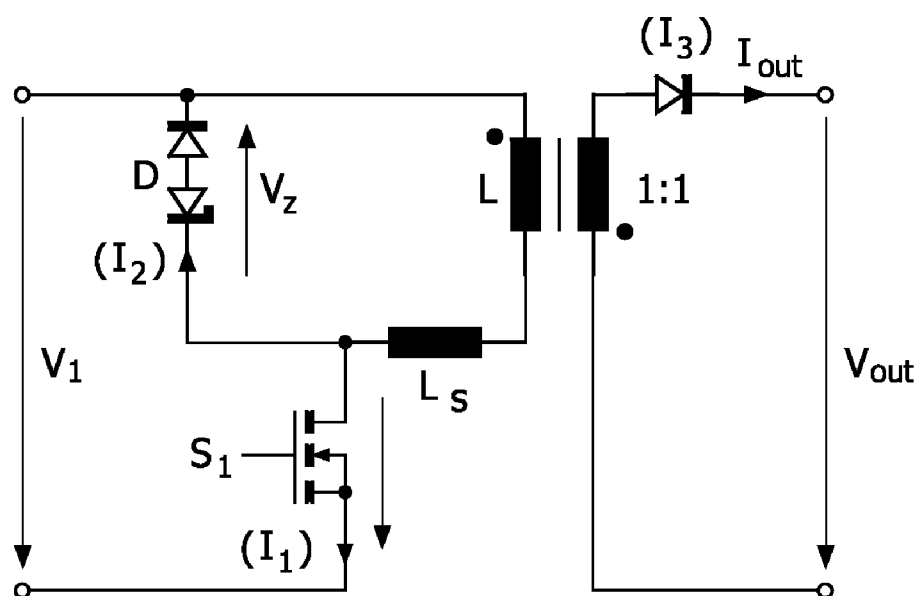 (I3)
Iout
D
Vz
L
1:1
(I2)
V1
Ls
Vout
S1
(I1)